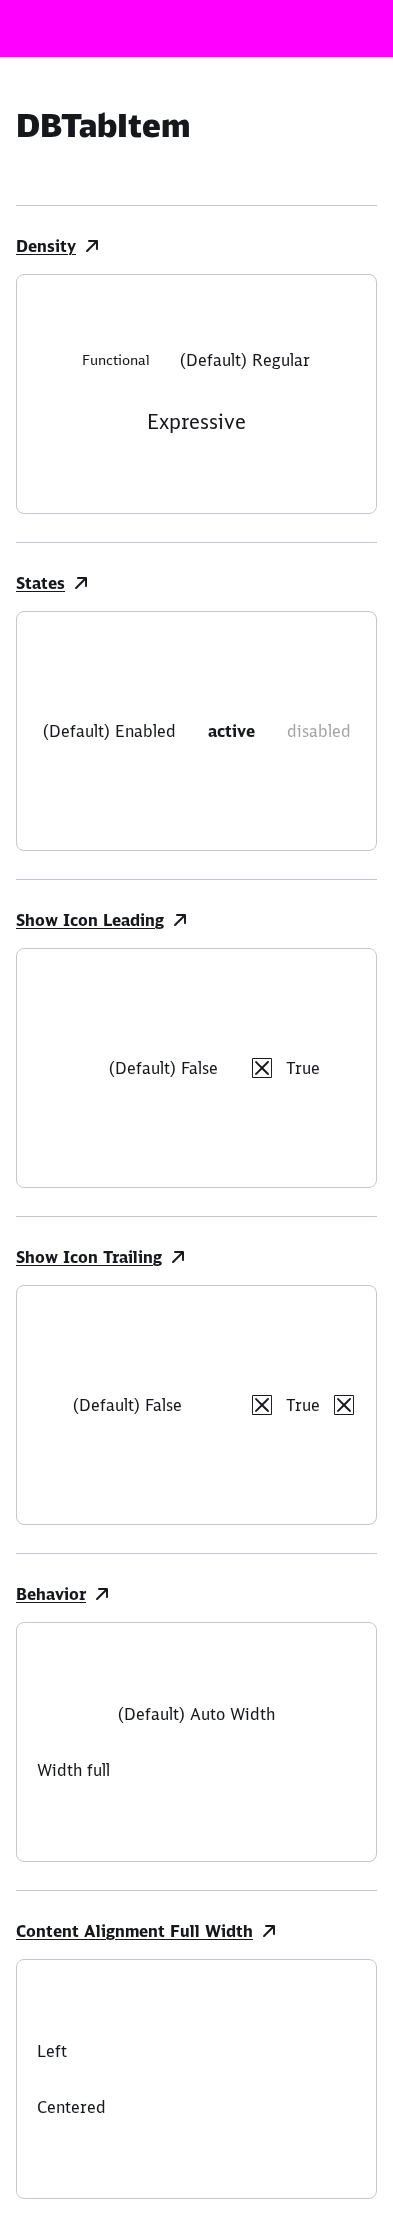 DBTabItem
Density
Functional (Default) Regular
Expressive
States
(Default) Enabled active disabled
Show Icon Leading
(Default) False True
Show Icon Trailing
(Default) False True
Behavior
(Default) Auto Width
Width full
Content Alignment Full Width
Left
Centered